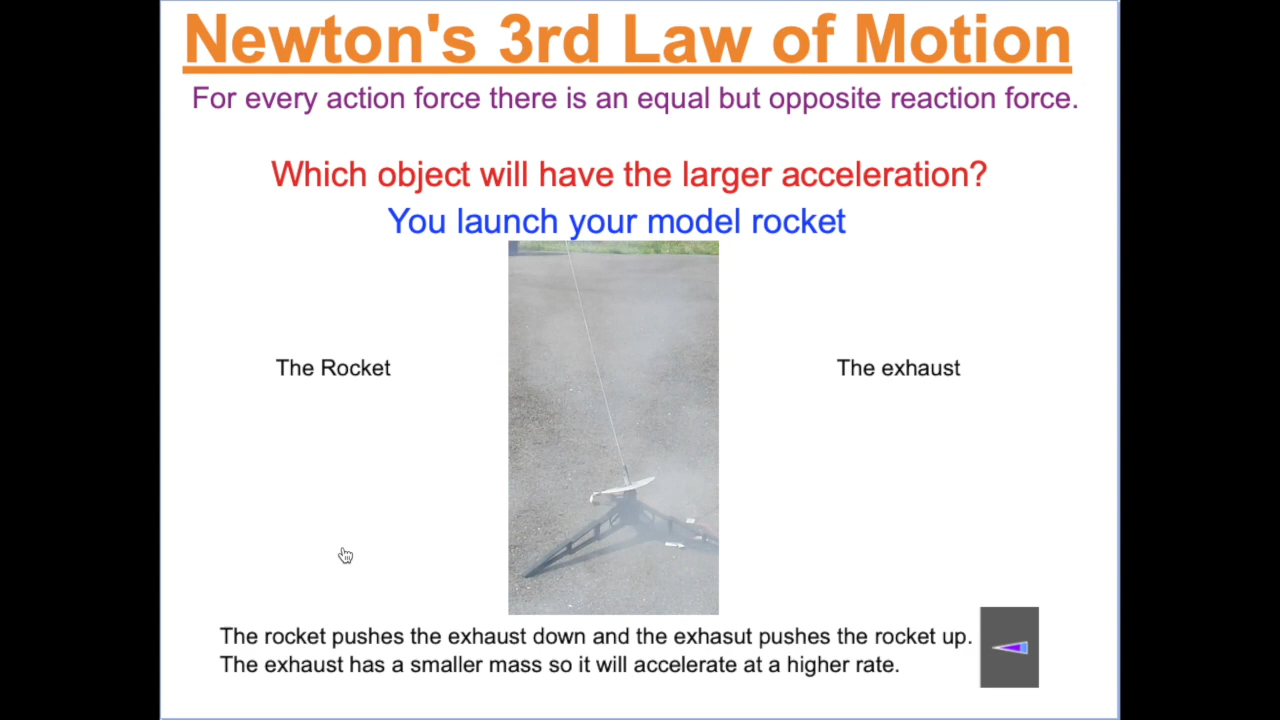 Newton's 3rd Law of Motion
For every action force there is an equal but opposite reaction force.
Which object will have the larger acceleration?
You launch your model rocket
The Rocket
The exhaust
The rocket pushes the exhaust down and the exhasut pushes the rocket up.
The exhaust has a smaller mass so it will accelerate at a higher rate.